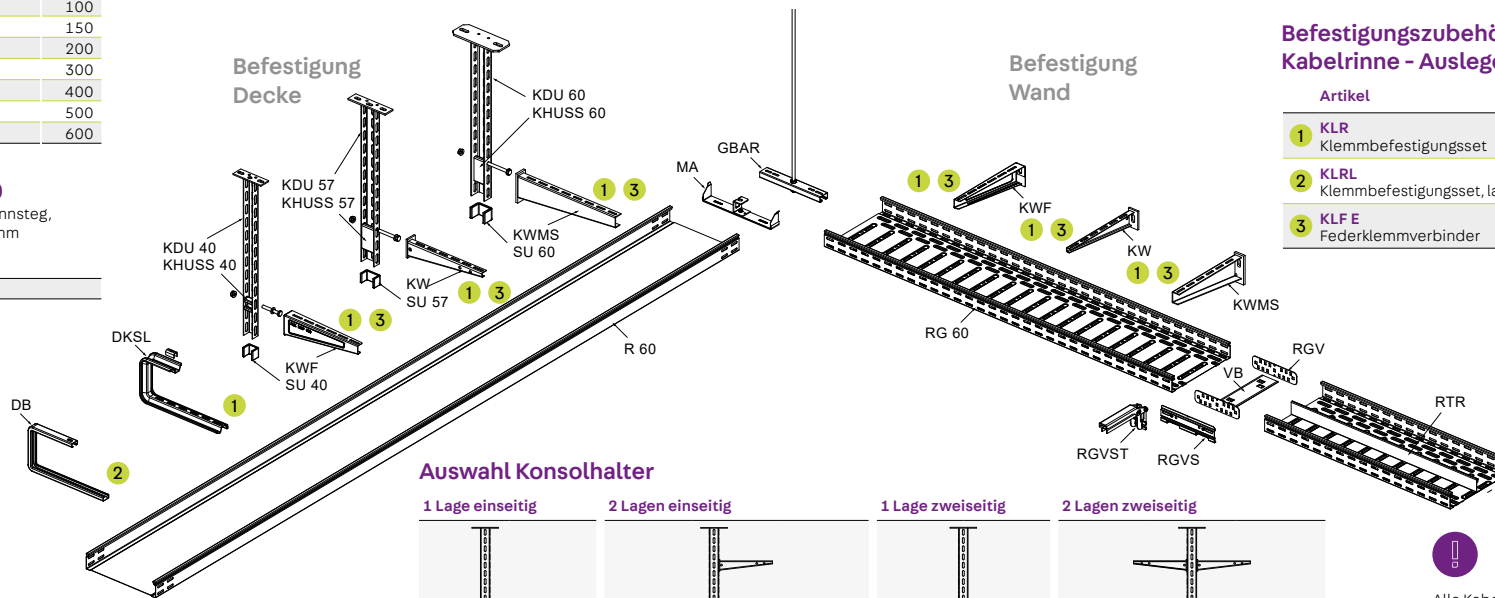 100
150
200
300
400
500
600
nnsteg,
nm
Befestigung
Decke
KDU 60
KHUSS 60
KDU 57
KHUSS 57
KDU 40
KHUSS 40
1 3
KWMS
SU 60
KW
SU 57
1 3
1 3
KWF
SU 40
DKSL
1
DB
2
R 60
MA
GBAR
Befestigung
Wand
1 3
KWF
1 3
KW
1 3
KWMS
RG 60
RGV
VB
RTR
RGVST
RGVS
Befestigungszubehö
Kabelrinne - Auslege
Artikel
1 KLR
Klemmbefestigungsset
2 KLRL
Klemmbefestigungsset, la
3 KLF E
Federklemmverbinder
Auswahl Konsolhalter
1 Lage einseitig
2 Lagen einseitig
1 Lage zweiseitig
2 Lagen zweiseitig